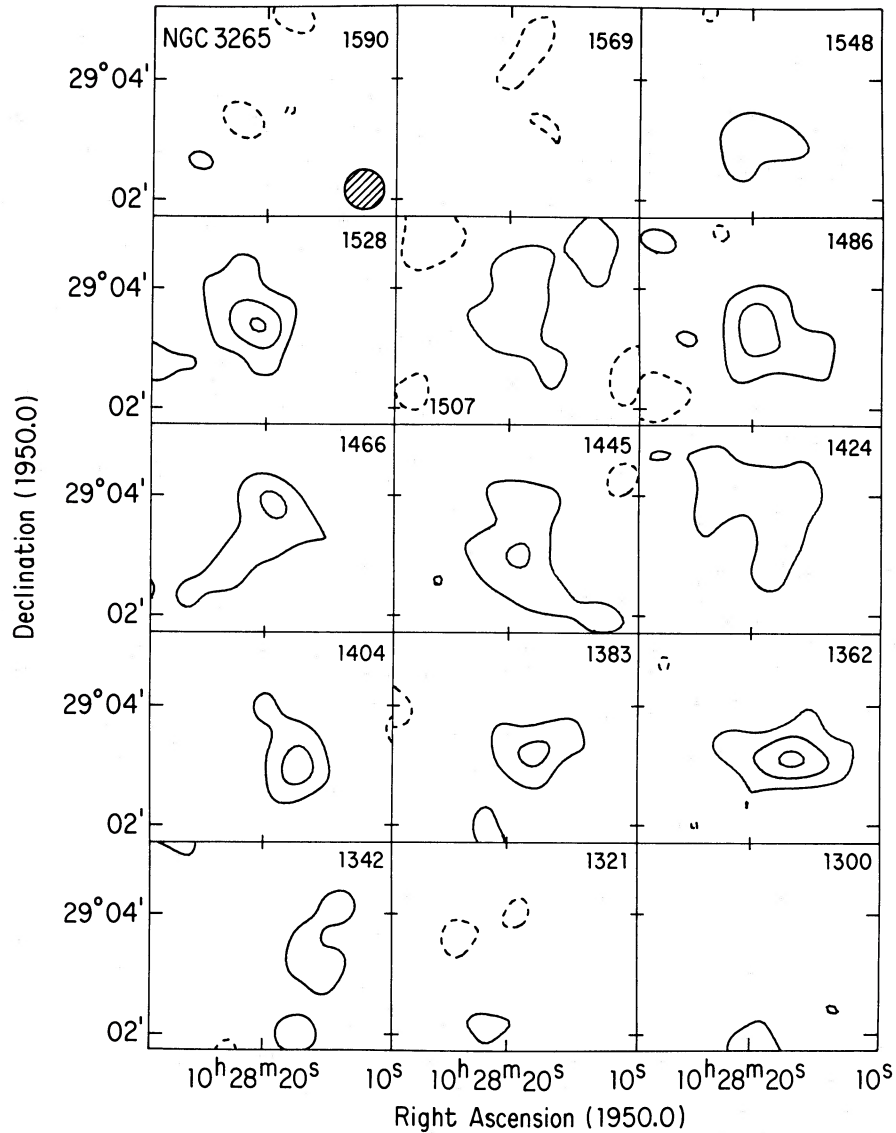 NGC 3265 1590 1569 1548
29°04'
02'
1528 1486
29°04'
02' 1507
1466 1445 1424
29°04'
02'
1404 1383 1362
29°04'
02'
1342 1321 1300
29°04'
02'
10h28m20s 10s 10h28m20s 10s 10h28m20s 10s
Right Ascension (1950.0)
Declination (1950.0)